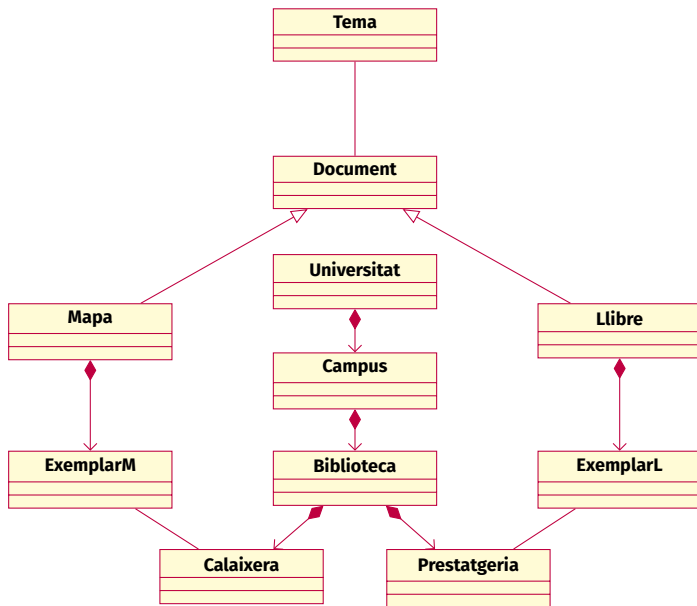 Tema
Document
Universitat
Mapa
Llibre
Campus
ExemplarM
Biblioteca
ExemplarL
Calaixera
Prestatgeria